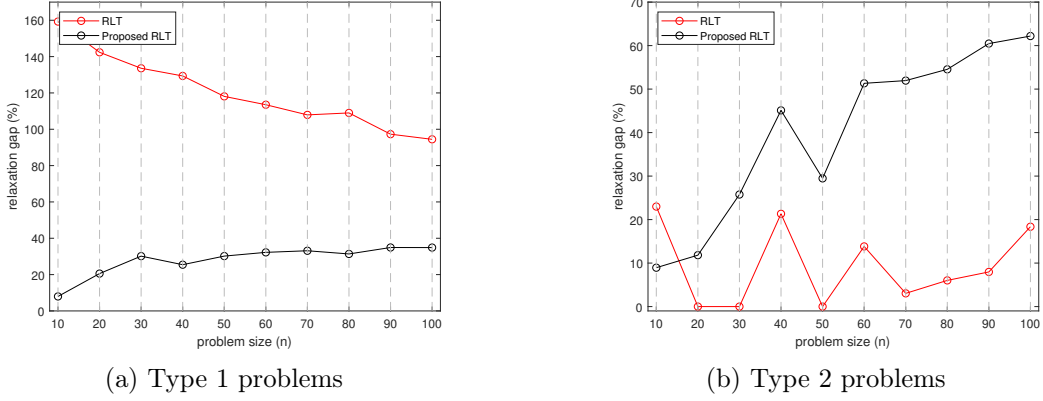 160
140
120
100
80
60
40
20
0
relaxation gap (%)
RLT
Proposed RLT
10 20 30 40 50 60 70 80 90 100
problem size (n)
(a) Type 1 problems
70
60
50
40
30
20
10
0
relaxation gap (%)
RLT
Proposed RLT
10 20 30 40 50 60 70 80 90 100
problem size (n)
(b) Type 2 problems